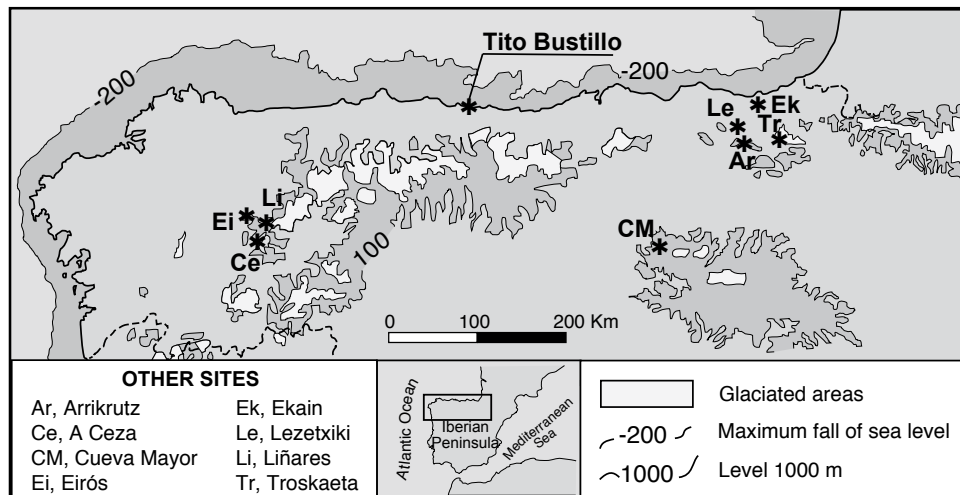 Tito Bustillo
-200
-200
Le
Ek
Tr
Ar
Li
Ei
Ce
CM
100
0 100 200 Km
OTHER SITES
Ar, Arrikrutz
Ce, A Ceza
CM, Cueva Mayor
Ei, Eirós
Ek, Ekain
Le, Lezetxiki
Li, Liñares
Tr, Troskaeta
Atlantic Ocean
Iberian
Peninsula
Mediterranean
Sea
Glaciated areas
-200 Maximum fall of sea level
1000 Level 1000 m